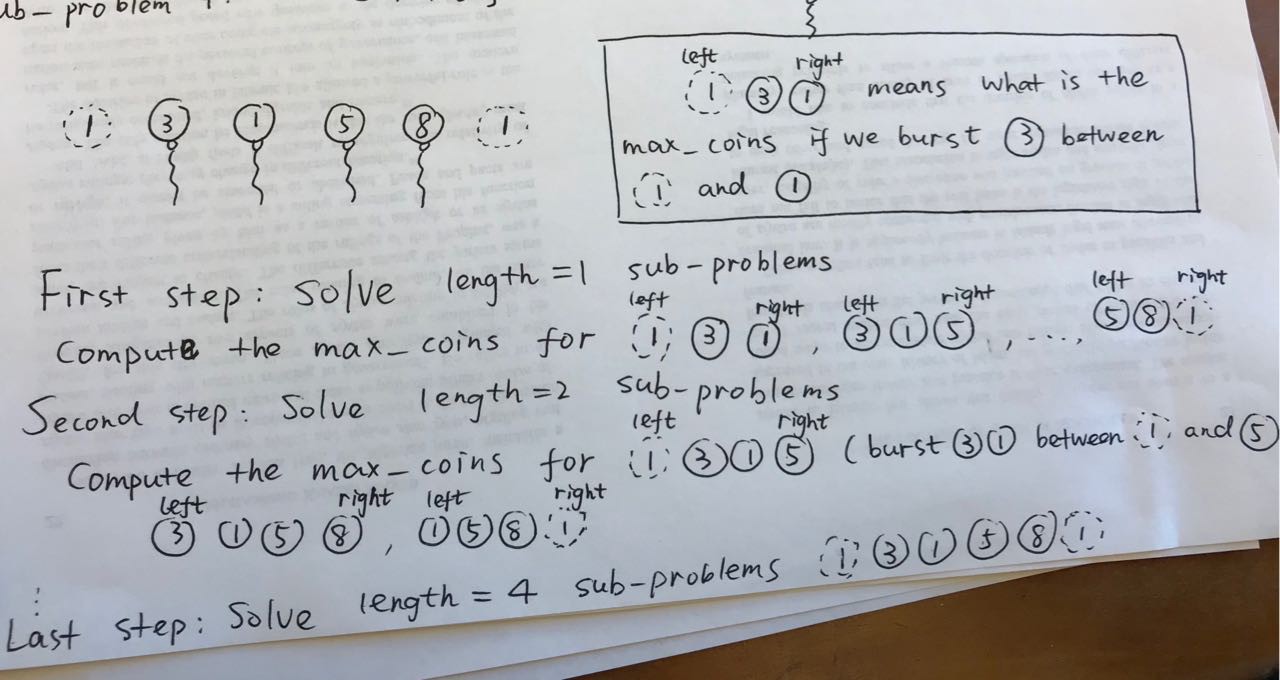 ub-problem
① ③ ① ⑤ ⑧ ①
left right
① ③ ① means what is the
max_coins if we burst ③ between
① and ①
First step: Solve length=1 sub-problems
left right left right left right
Compute the max_coins for ① ③ ① , ③ ① ⑤ , ...., ⑤ ⑧ ①
Second step: Solve length=2 sub-problems
left right
Compute the max_coins for ① ③ ① ⑤ (burst ③ ① between ① and ⑤
left right left right
③ ① ⑤ ⑧ , ① ⑤ ⑧ ①
Last step: Solve length = 4 sub-problems ① ③ ① ⑤ ⑧ ①